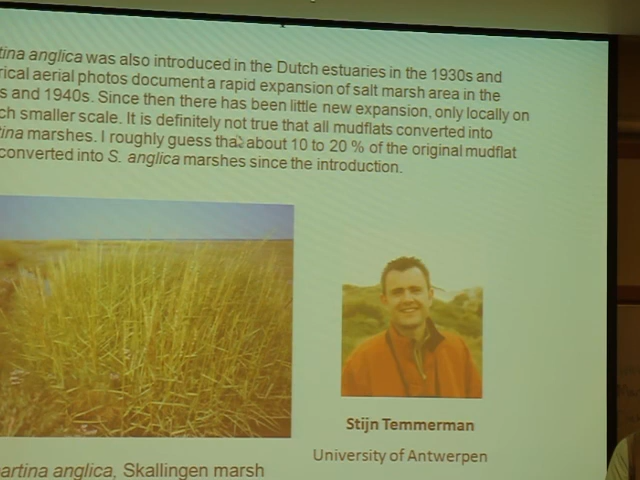 tina anglica was also introduced in the Dutch estuaries in the 1930s and
rical aerial photos document a rapid expansion of salt marsh area in the
s and 1940s. Since then there has been little new expansion, only locally on
ch smaller scale. It is definitely not true that all mudflats converted into
tina marshes. I roughly guess that about 10 to 20 % of the original mudflat
converted into S. anglica marshes since the introduction.
Stijn Temmerman
University of Antwerpen
artina anglica, Skallingen marsh